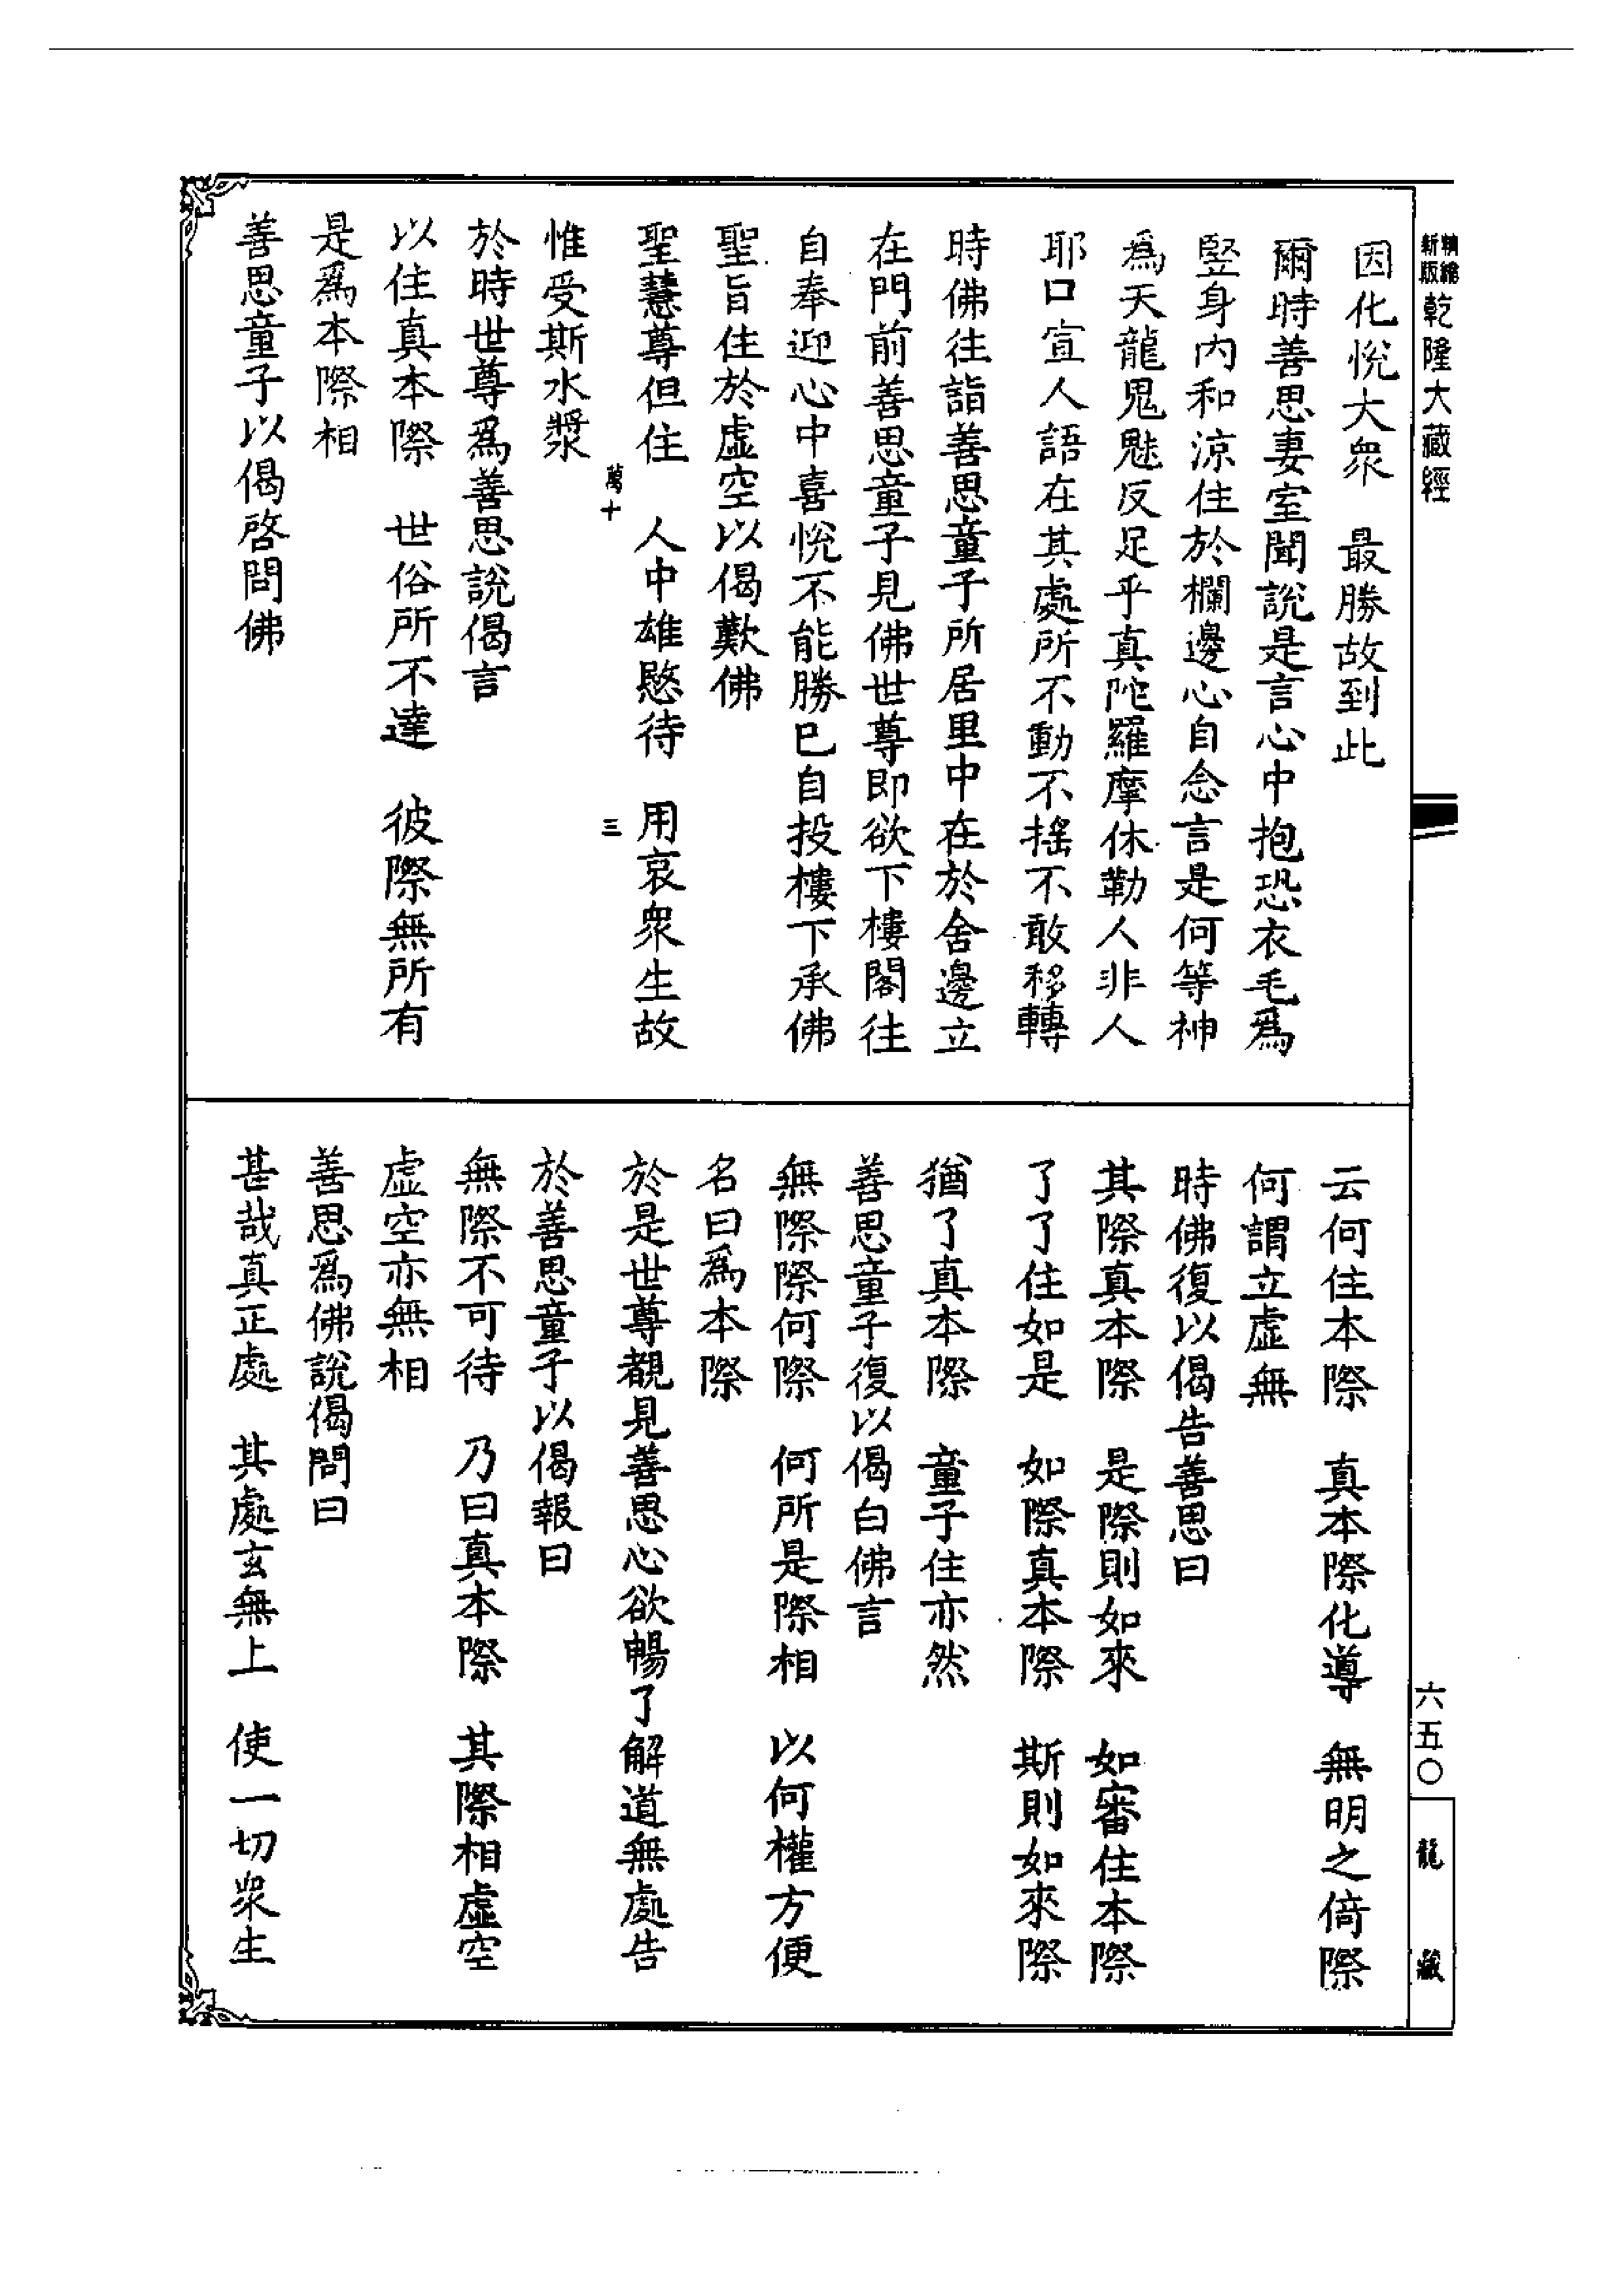 新版精縮乾隆大藏經
因化悅大衆　最勝故到此
爾時善思妻室聞說是言心中抱恐衣毛爲
竪身内和涼住於欄邊心自念言是何等神
爲天龍鬼魅反足乎真陀羅摩休勒人非人
耶口宣人語在其處所不動不搖不敢移轉
時佛往詣善思童子所居里中在於舍邊立
在門前善思童子見佛世尊即欲下樓閣往
自奉迎心中喜悅不能勝已自投樓下承佛
聖旨住於虛空以偈歎佛
聖慧尊但住　人中雄愍待　用哀衆生故
萬十　三
惟受斯水漿
於時世尊爲善思說偈言
以住真本際　世俗所不達　彼際無所有
是爲本際相
善思童子以偈啓問佛
云何住本際　真本際化導　無明之倚際
何謂立虛無
時佛復以偈告善思曰
其際真本際　是際則如來　如審住本際
了了住如是　如際真本際　斯則如來際
猶了真本際　童子住亦然
善思童子復以偈白佛言
無際際何際　何所是際相　以何權方便
名曰爲本際
於是世尊覩見善思心欲暢了解道無處告
於善思童子以偈報曰
無際不可待　乃曰真本際　其際相虛空
虛空亦無相
善思爲佛說偈問曰
甚哉真正處　其處玄無上　使一切衆生
六五〇
龍藏